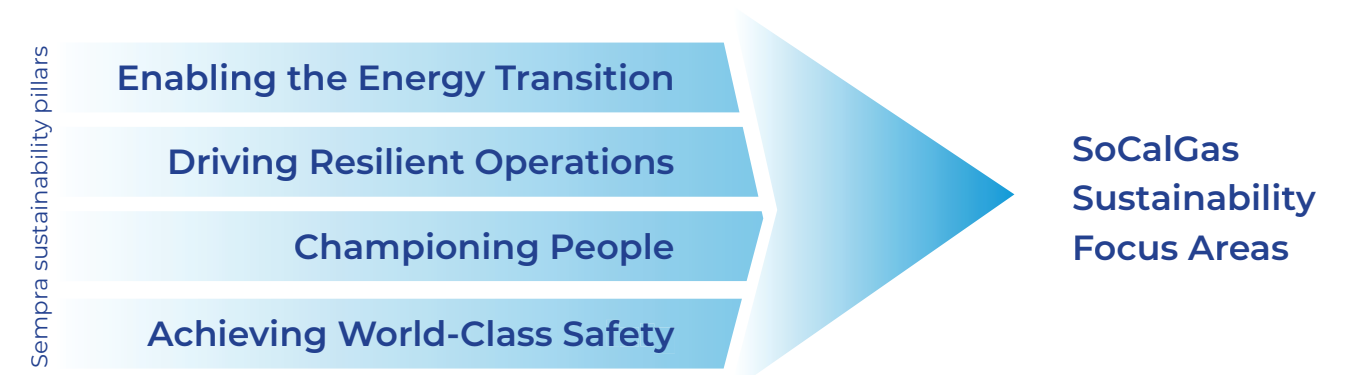 Sempra sustainability pillars
Enabling the Energy Transition
Driving Resilient Operations
Championing People
Achieving World-Class Safety
SoCalGas
Sustainability
Focus Areas